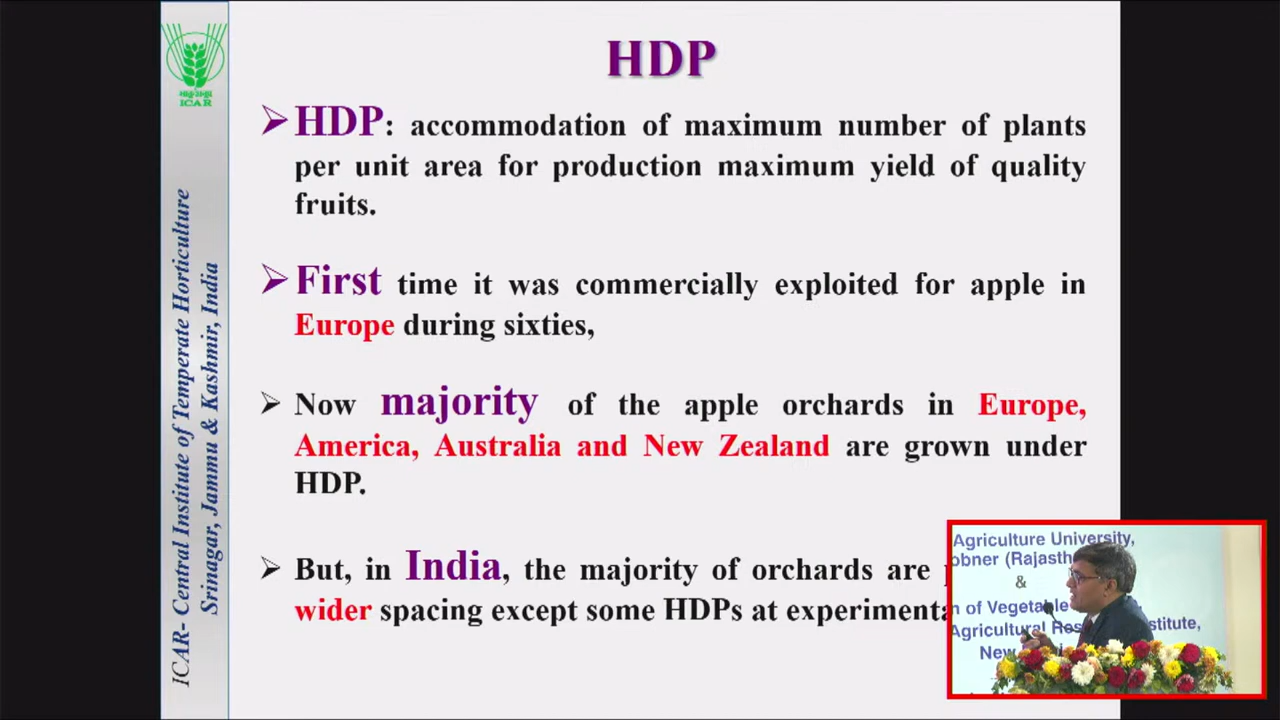 HDP
➢HDP: accommodation of maximum number of plants
per unit area for production maximum yield of quality
fruits.
➢First time it was commercially exploited for apple in
Europe during sixties,
➢ Now majority of the apple orchards in Europe,
America, Australia and New Zealand are grown under
HDP.
➢ But, in India, the majority of orchards are
wider spacing except some HDPs at
ICAR
ICAR- Central Institute of Temperate Horticulture
Srinagar, Jammu & Kashmir, India
Agriculture University,
&
of Vegetable
Agricultural
New